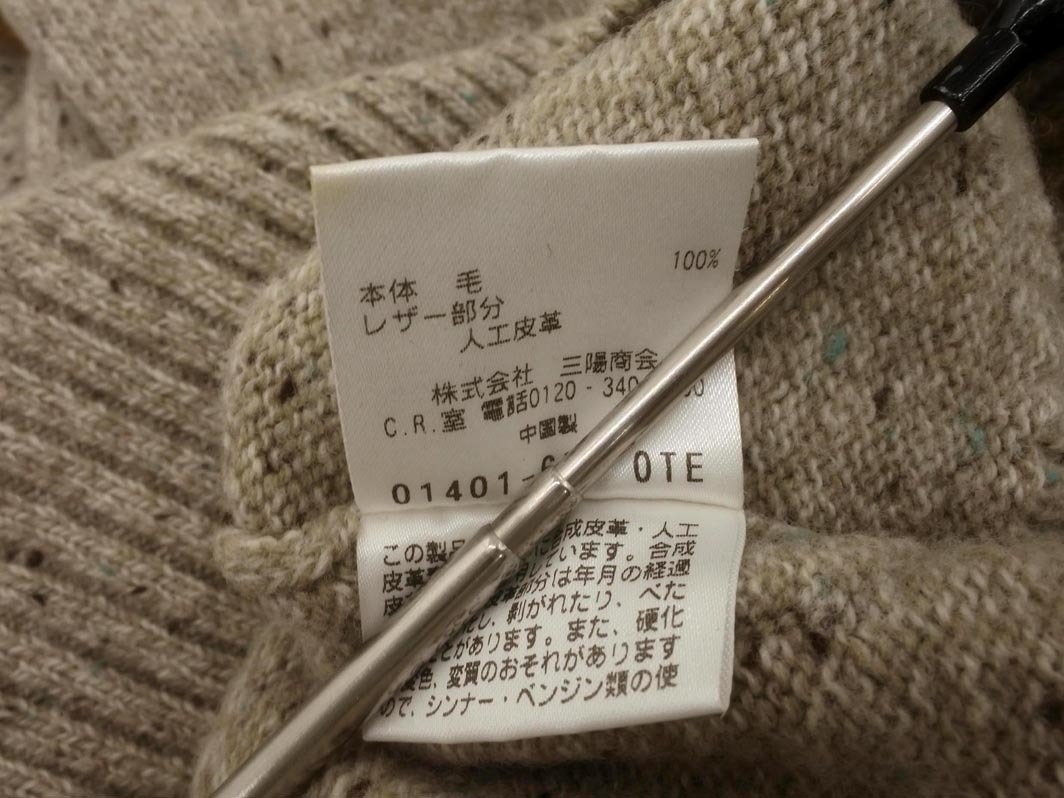 100%
本体 毛
レザー部分
人工皮革
株式会社 三陽商会
C.R.室 電話0120-340
中国製
01401- 0TE
この製品 成皮革・人工
皮革 しています。合成
部分は年月の経過
し、剥がれたり、べた
とがあります。また、硬化
色、変質のおそれがあります
ので、シンナー・ベンジン類の使